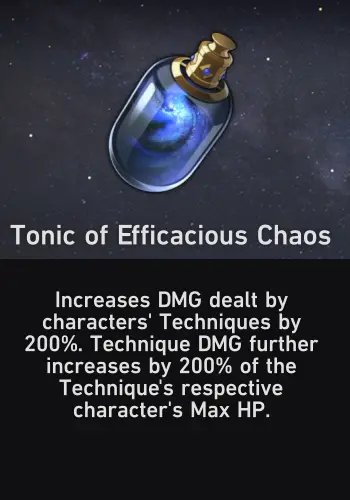 Tonic of Efficacious Chaos
Increases DMG dealt by
characters' Techniques by
200%. Technique DMG further
increases by 200% of the
Technique's respective
character's Max HP.